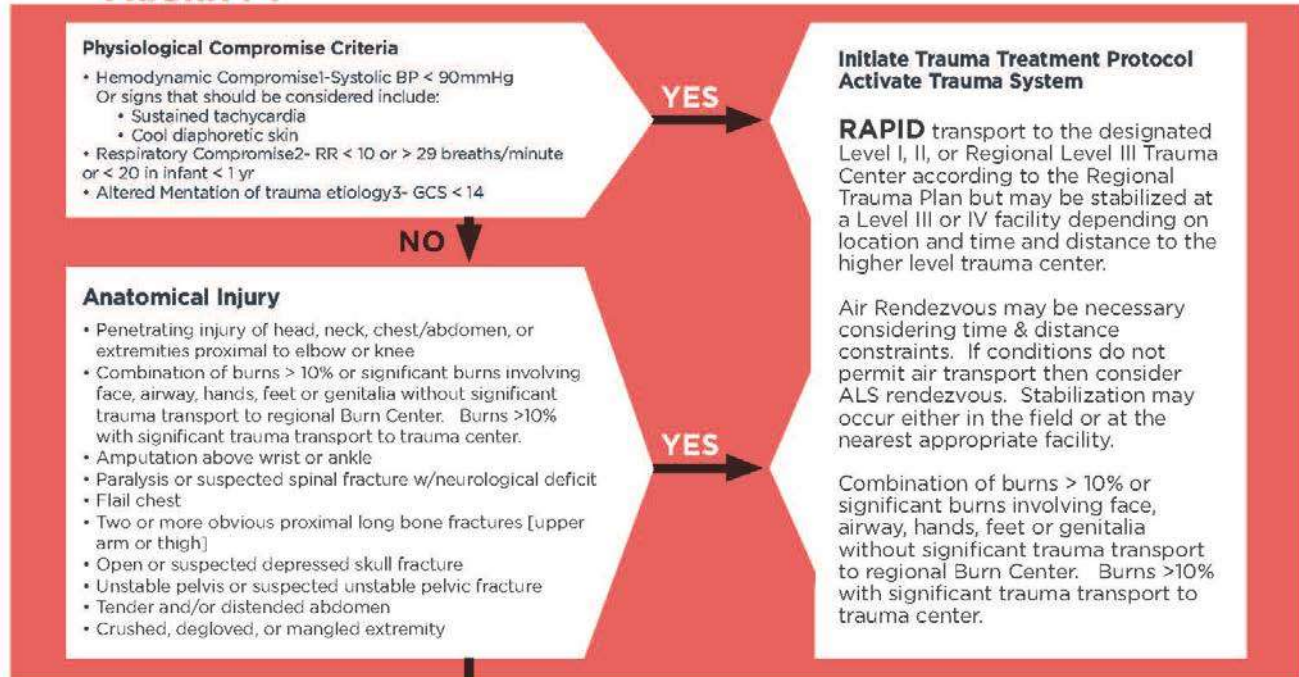 Physiological Compromise Criteria
• Hemodynamic Compromise1-Systolic BP < 90mmHg
Or signs that should be considered include:
• Sustained tachycardia
• Cool diaphoretic skin
• Respiratory Compromise2- RR < 10 or > 29 breaths/minute
or < 20 in infant < 1 yr
• Altered Mentation of trauma etiology3- GCS < 14
YES
NO
Anatomical Injury
• Penetrating injury of head, neck, chest/abdomen, or
extremities proximal to elbow or knee
• Combination of burns > 10% or significant burns involving
face, airway, hands, feet or genitalia without significant
trauma transport to regional Burn Center. Burns >10%
with significant trauma transport to trauma center.
• Amputation above wrist or ankle
• Paralysis or suspected spinal fracture w/neurological deficit
• Flail chest
• Two or more obvious proximal long bone fractures [upper
arm or thigh]
• Open or suspected depressed skull fracture
• Unstable pelvis or suspected unstable pelvic fracture
• Tender and/or distended abdomen
• Crushed, degloved, or mangled extremity
YES
Initiate Trauma Treatment Protocol
Activate Trauma System
RAPID transport to the designated
Level I, II, or Regional Level III Trauma
Center according to the Regional
Trauma Plan but may be stabilized at
a Level III or IV facility depending on
location and time and distance to the
higher level trauma center.
Air Rendezvous may be necessary
considering time & distance
constraints. If conditions do not
permit air transport then consider
ALS rendezvous. Stabilization may
occur either in the field or at the
nearest appropriate facility.
Combination of burns > 10% or
significant burns involving face,
airway, hands, feet or genitalia
without significant trauma transport
to regional Burn Center. Burns >10%
with significant trauma transport to
trauma center.